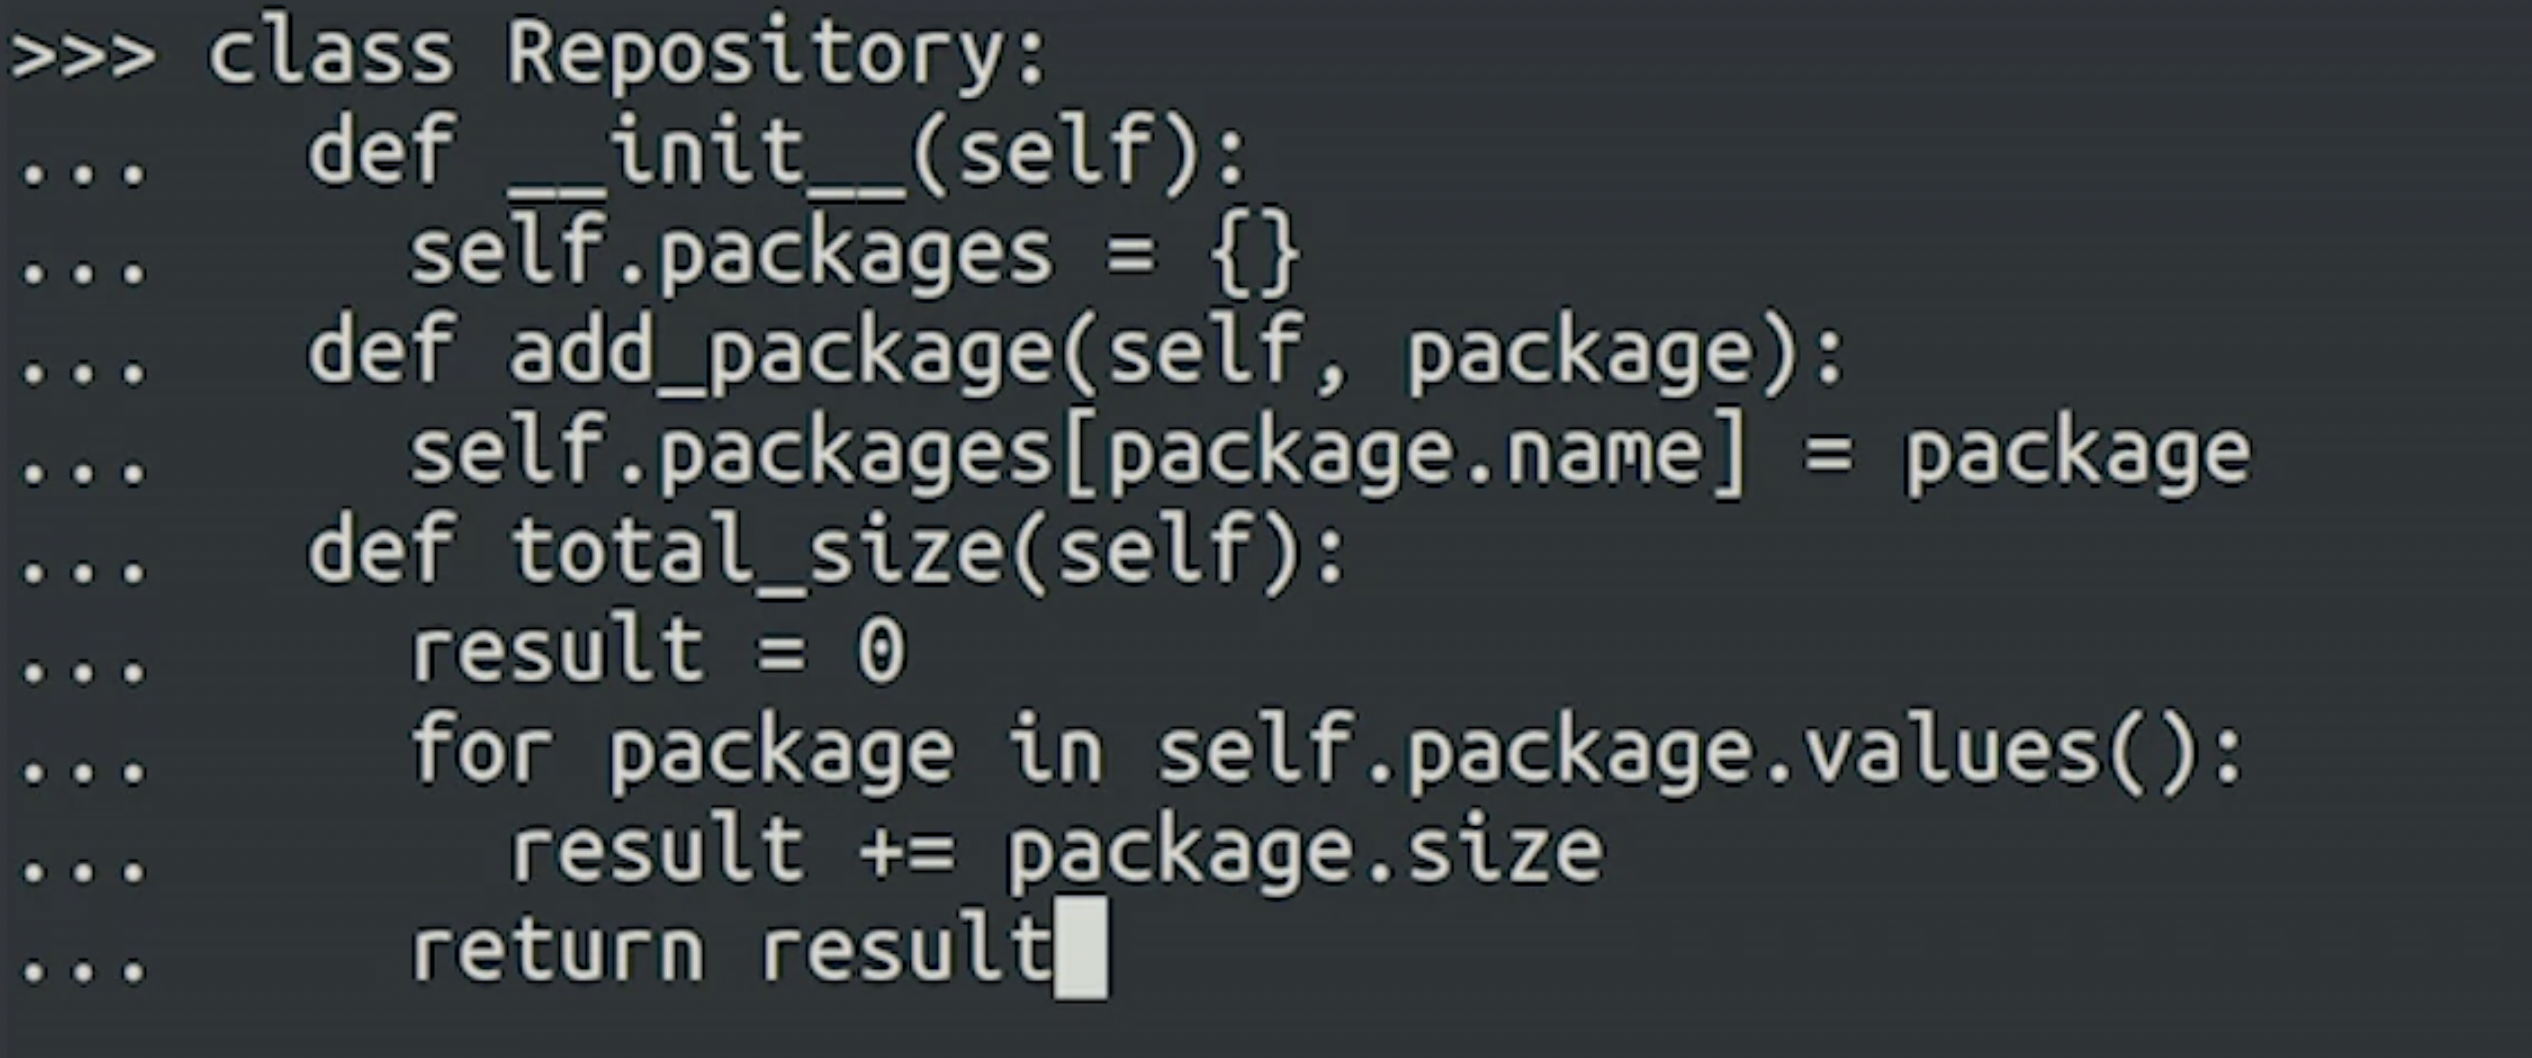 >>> class Repository:
...   def __init__(self):
...     self.packages = {}
...   def add_package(self, package):
...     self.packages[package.name] = package
...   def total_size(self):
...     result = 0
...     for package in self.package.values():
...       result += package.size
...     return result